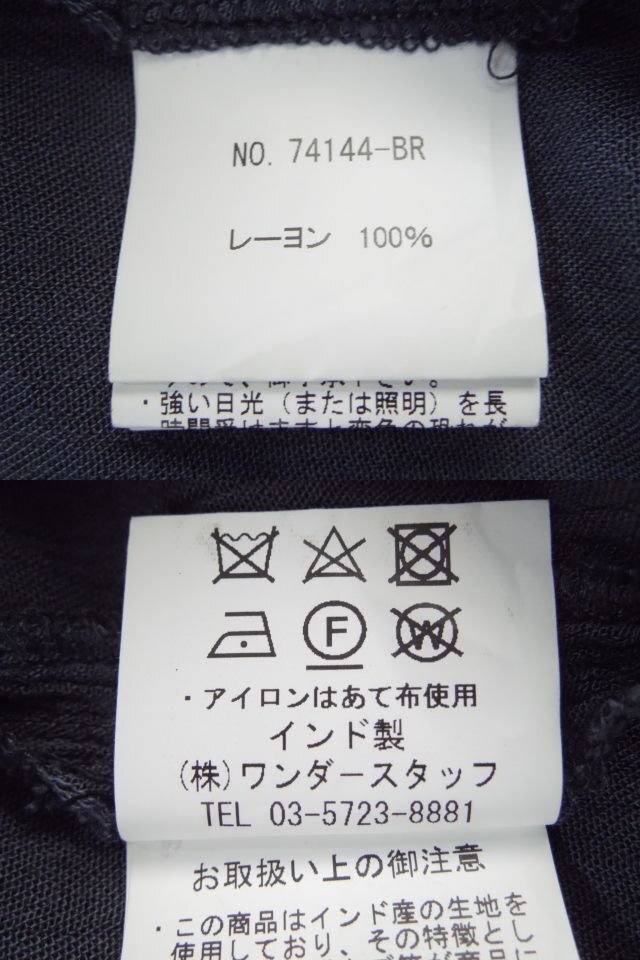 NO. 74144-BR
レーヨン 100%
・強い日光（または照明）を長
F
W
・アイロンはあて布使用
インド製
(株)ワンダースタッフ
TEL 03-5723-8881
お取扱い上の御注意
・この商品はインド産の生地を
使用しており、その特徴とし